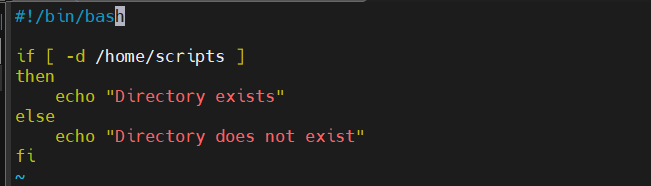 #!/bin/bash

if [ -d /home/scripts ]
then
    echo "Directory exists"
else
    echo "Directory does not exist"
fi
~